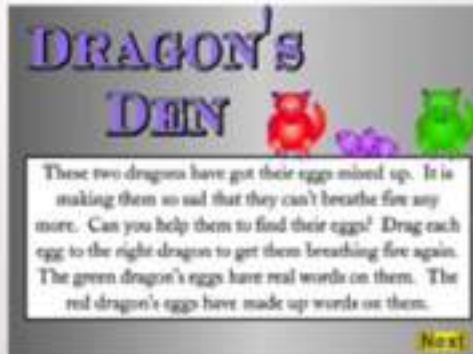 DRAGON'S
DEN
These two dragons have got their eggs mixed up. It is
making them so sad that they can't breathe fire any
more. Can you help them to find their eggs? Drag each
egg to the right dragon to get them breathing fire again.
The green dragon's eggs have real words on them. The
red dragon's eggs have made up words on them.
Next